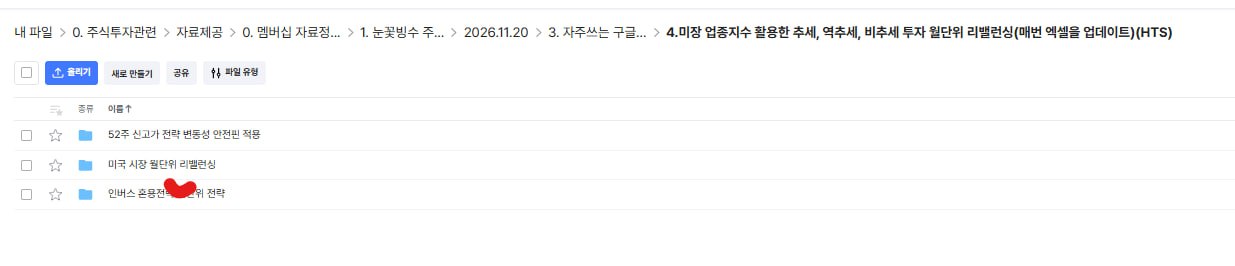 내 파일 > 0. 주식투자관련 > 자료제공 > 0. 멤버십 자료정... > 1. 눈꽃빙수 주... > 2026.11.20 > 3. 자주쓰는 구글... > 4.미장 업종지수 활용한 추세, 역추세, 비추세 투자 월단위 리밸런싱(매번 엑셀을 업데이트)(HTS)
올리기 새로 만들기 공유 파일 유형
종류 이름↑
52주 신고가 전략 변동성 안전핀 적용
미국 시장 월단위 리밸런싱
인버스 혼용전략 전략